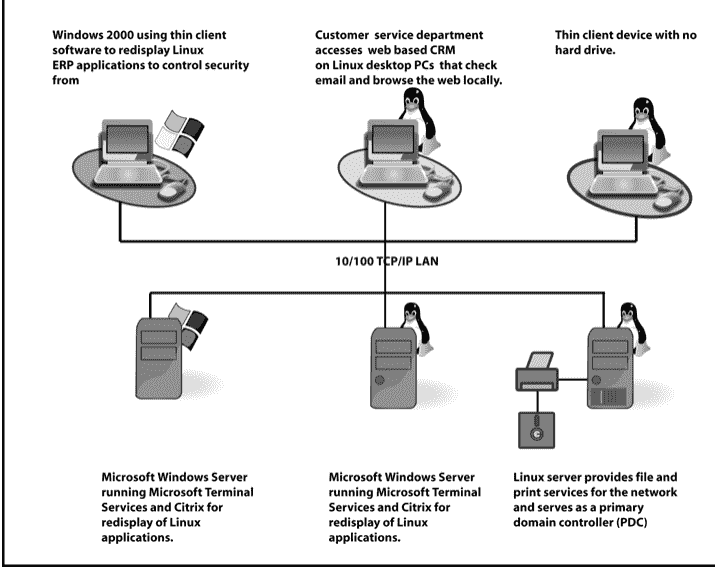 Windows 2000 using thin client
software to redisplay Linux
ERP applications to control security
from
Customer service department
accesses web based CRM
on Linux desktop PCs that check
email and browse the web locally.
Thin client device with no
hard drive.
10/100 TCP/IP LAN
Microsoft Windows Server
running Microsoft Terminal
Services and Citrix for
redisplay of Linux
applications.
Microsoft Windows Server
running Microsoft Terminal
Services and Citrix for
redisplay of Linux
applications.
Linux server provides file and
print services for the network
and serves as a primary
domain controller (PDC)